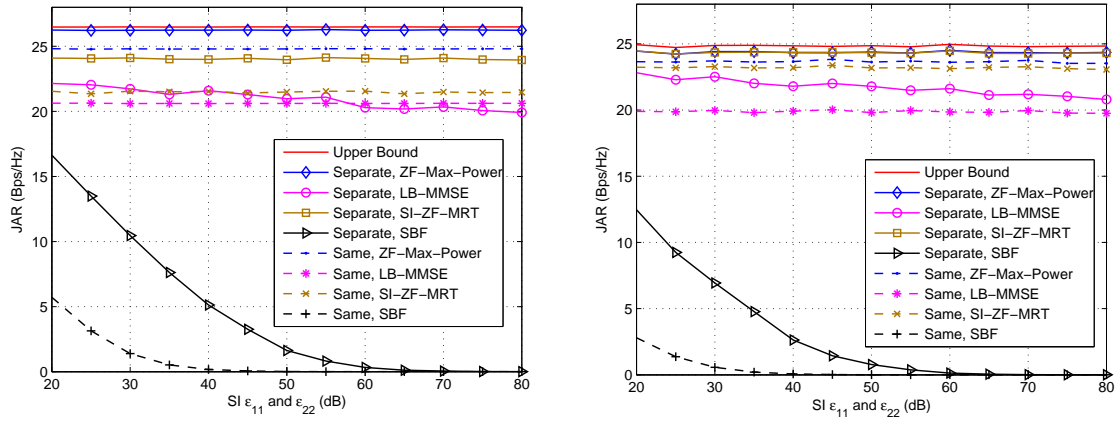 25
20
15
10
5
0
JAR (Bps/Hz)
Upper Bound
Separate, ZF−Max−Power
Separate, LB−MMSE
Separate, SI−ZF−MRT
Separate, SBF
Same, ZF−Max−Power
Same, LB−MMSE
Same, SI−ZF−MRT
Same, SBF
20 30 40 50 60 70 80
SI ε11 and ε22 (dB)
25
20
15
10
5
0
JAR (Bps/Hz)
Upper Bound
Separate, ZF−Max−Power
Separate, LB−MMSE
Separate, SI−ZF−MRT
Separate, SBF
Same, ZF−Max−Power
Same, LB−MMSE
Same, SI−ZF−MRT
Same, SBF
20 30 40 50 60 70 80
SI ε11 and ε22 (dB)